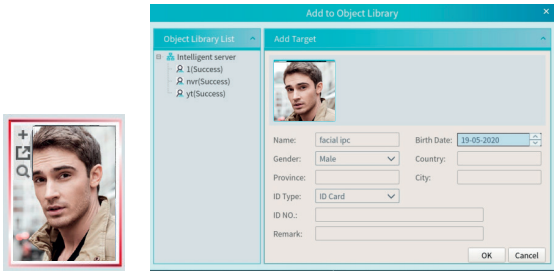 Add to Object Library
Object Library List
Add Target
Intelligent server
1(Success)
nvr(Success)
yt(Success)
Name: facial ipc Birth Date: 19-05-2020
Gender: Male Country:
Province: City:
ID Type: ID Card
ID NO.:
Remark:
OK Cancel